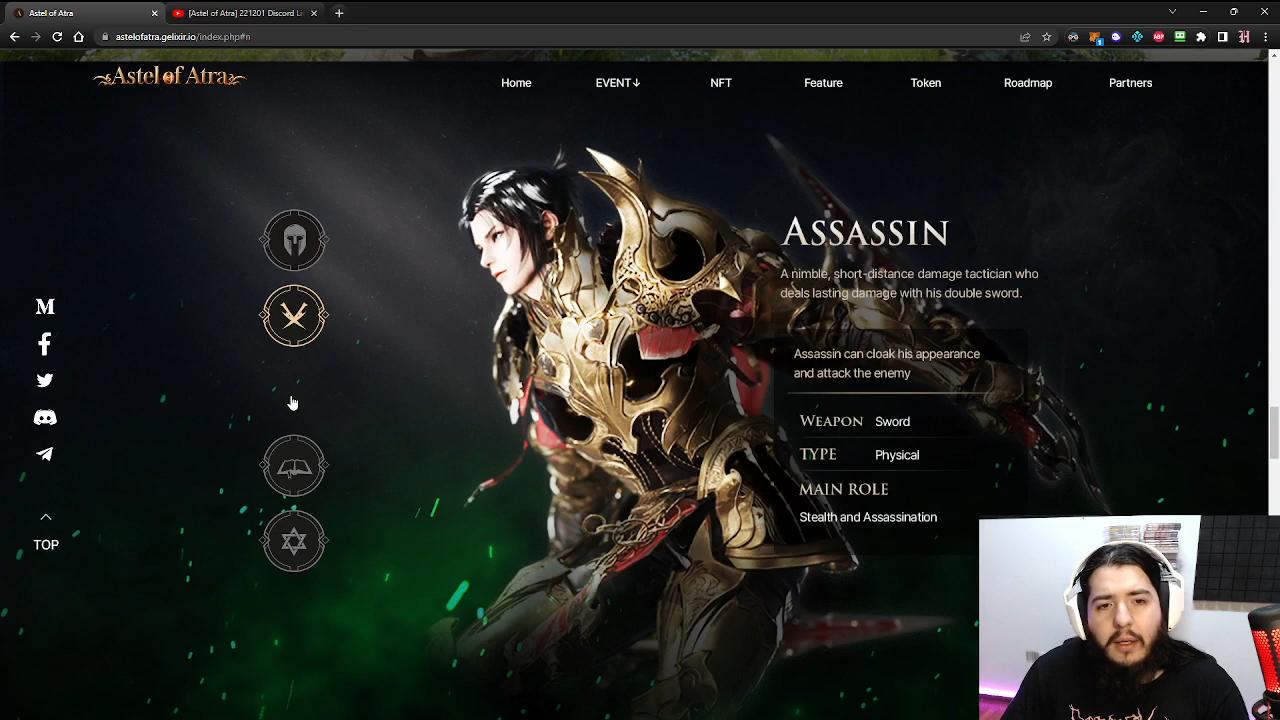 Astel of Atra
[Astel of Atra] 221201 Discord Li
astelofatra.gelixir.io/index.php#n
Astel of Atra
Home
EVENT↓
NFT
Feature
Token
Roadmap
Partners
ASSASSIN
A nimble, short-distance damage tactician who
deals lasting damage with his double sword.
Assassin can cloak his appearance
and attack the enemy
WEAPON Sword
TYPE Physical
MAIN ROLE
Stealth and Assassination
TOP